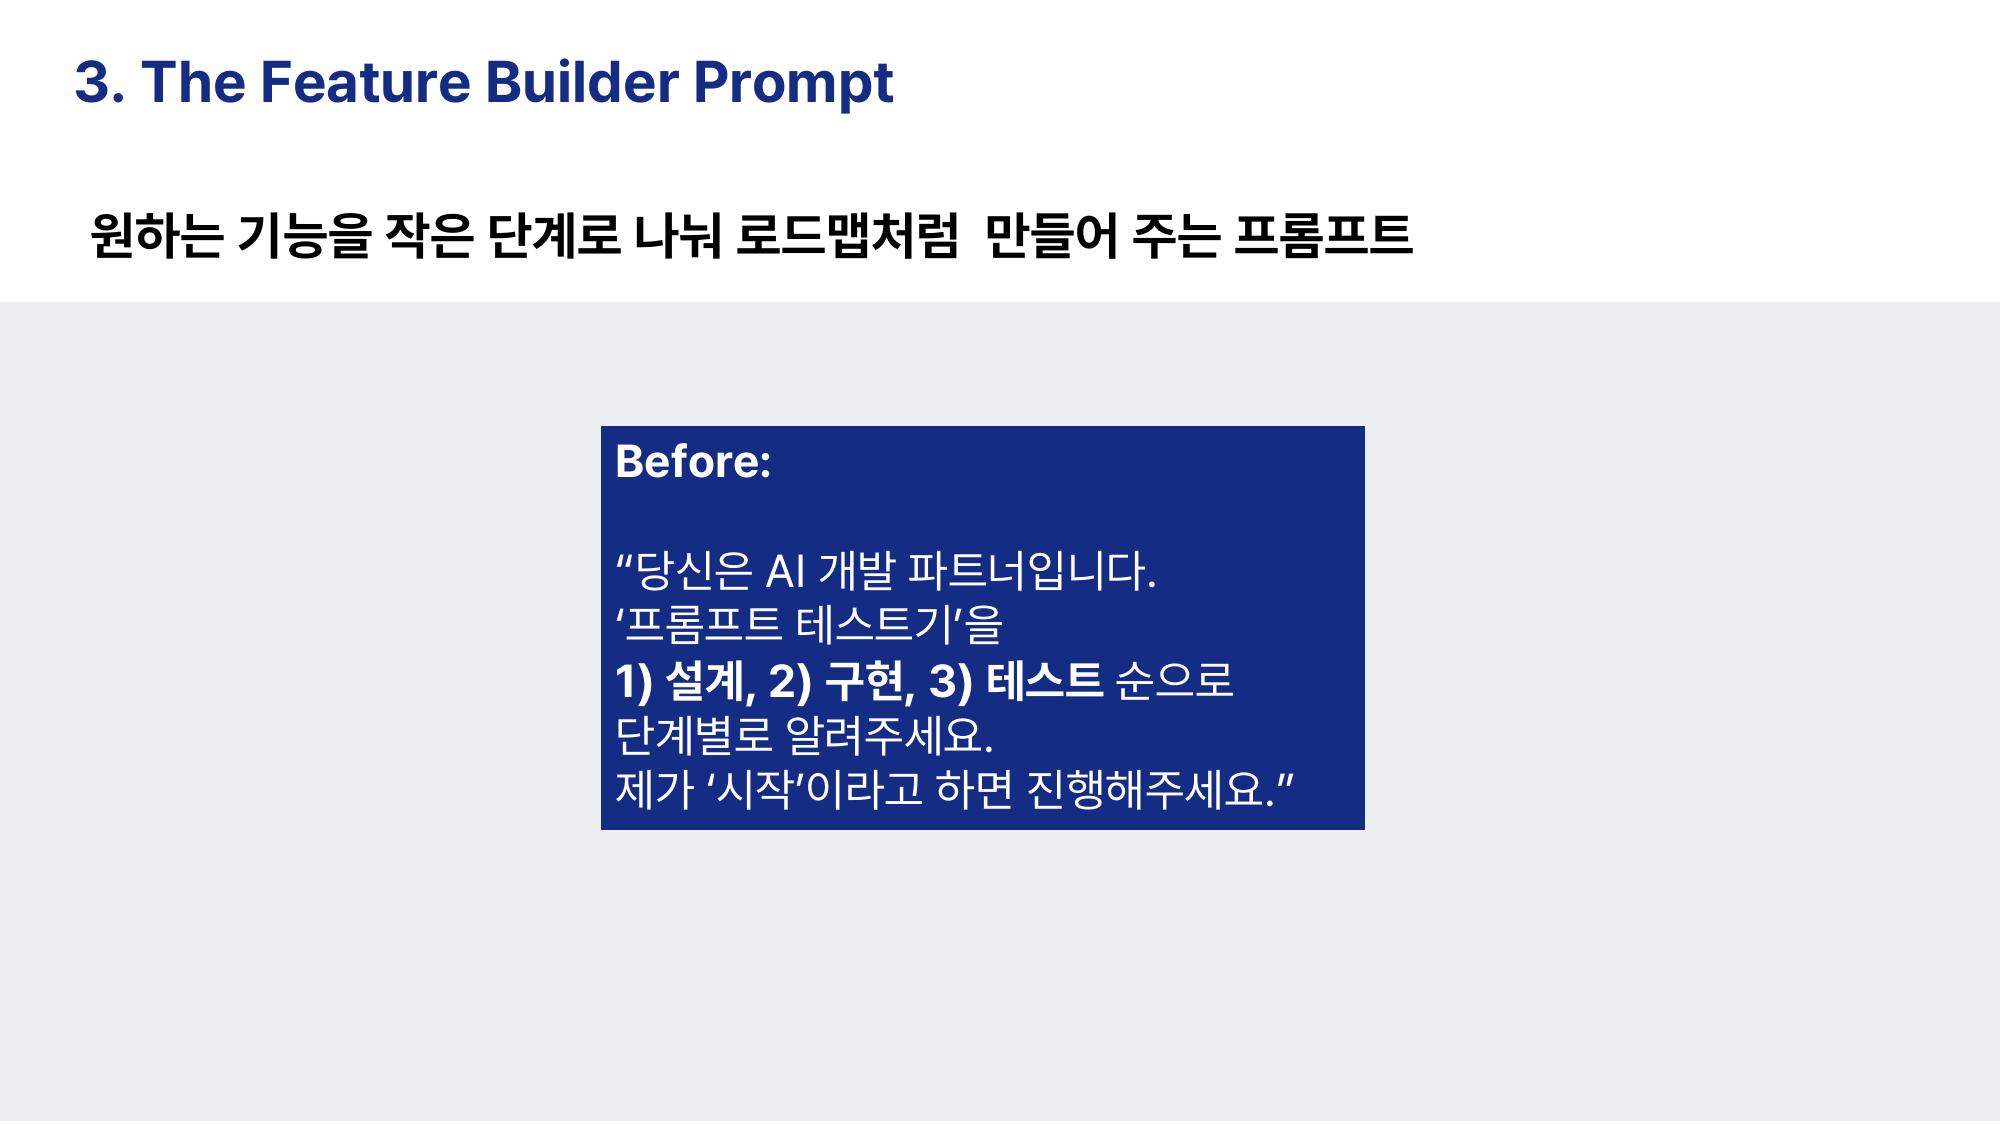 3. The Feature Builder Prompt
원하는 기능을 작은 단계로 나눠 로드맵처럼  만들어 주는 프롬프트
Before:
“당신은 AI 개발 파트너입니다.
‘프롬프트 테스트기’을
1) 설계, 2) 구현, 3) 테스트 순으로
단계별로 알려주세요.
제가 ‘시작’이라고 하면 진행해주세요.”